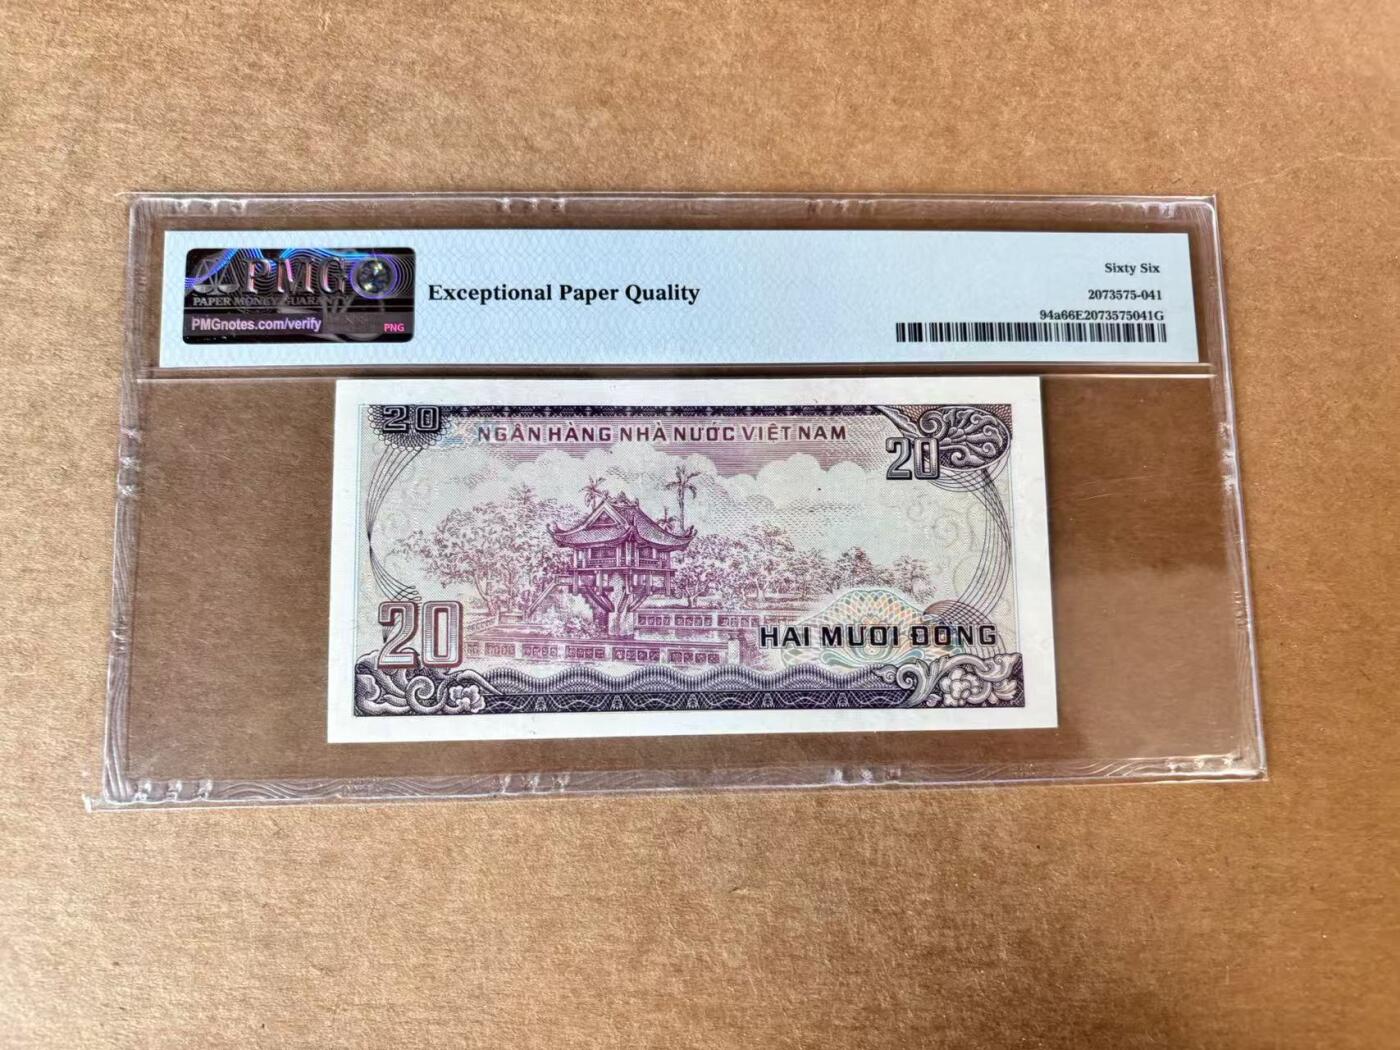 PMG
PAPER MONEY GUARANTY
PMGnotes.com/verify
PNG
Exceptional Paper Quality
Sixty Six
2073575-041
94a66E2073575041G
20
NGÂN HÀNG NHÀ NƯỚC VIỆT NAM
20
20
HAI MƯƠI ĐỒNG